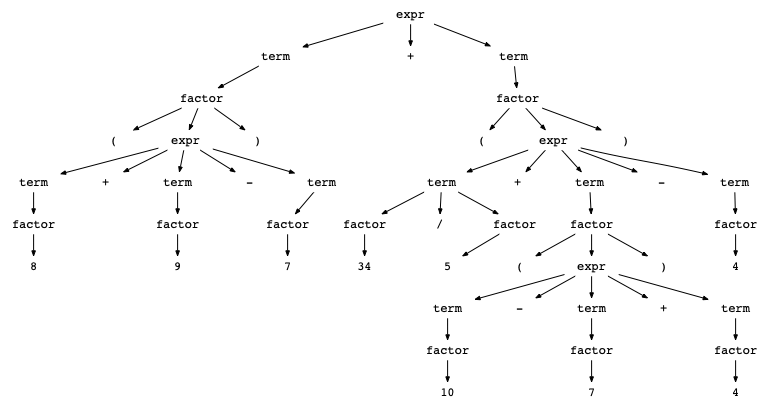 expr
term + term
factor factor
( expr ) ( expr )
term + term - term term + term - term
factor factor factor factor / factor factor factor
8 9 7 34 5 ( expr ) 4
term - term + term
factor factor factor
10 7 4